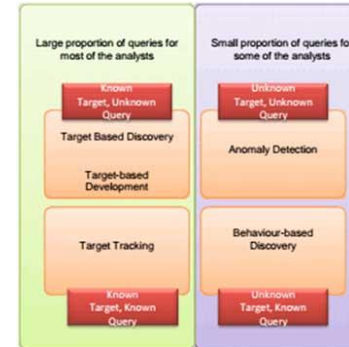 Large proportion of queries for
most of the analysts
Known
Target, Unknown
Query
Target Based Discovery
Target-based
Development
Target Tracking
Known
Target, Known
Query
Small proportion of queries fo
some of the analysts
Unknown
Target, Unknown
Query
Anomaly Detection
Behaviour-based
Discovery
Unknown
Target, Known
Query